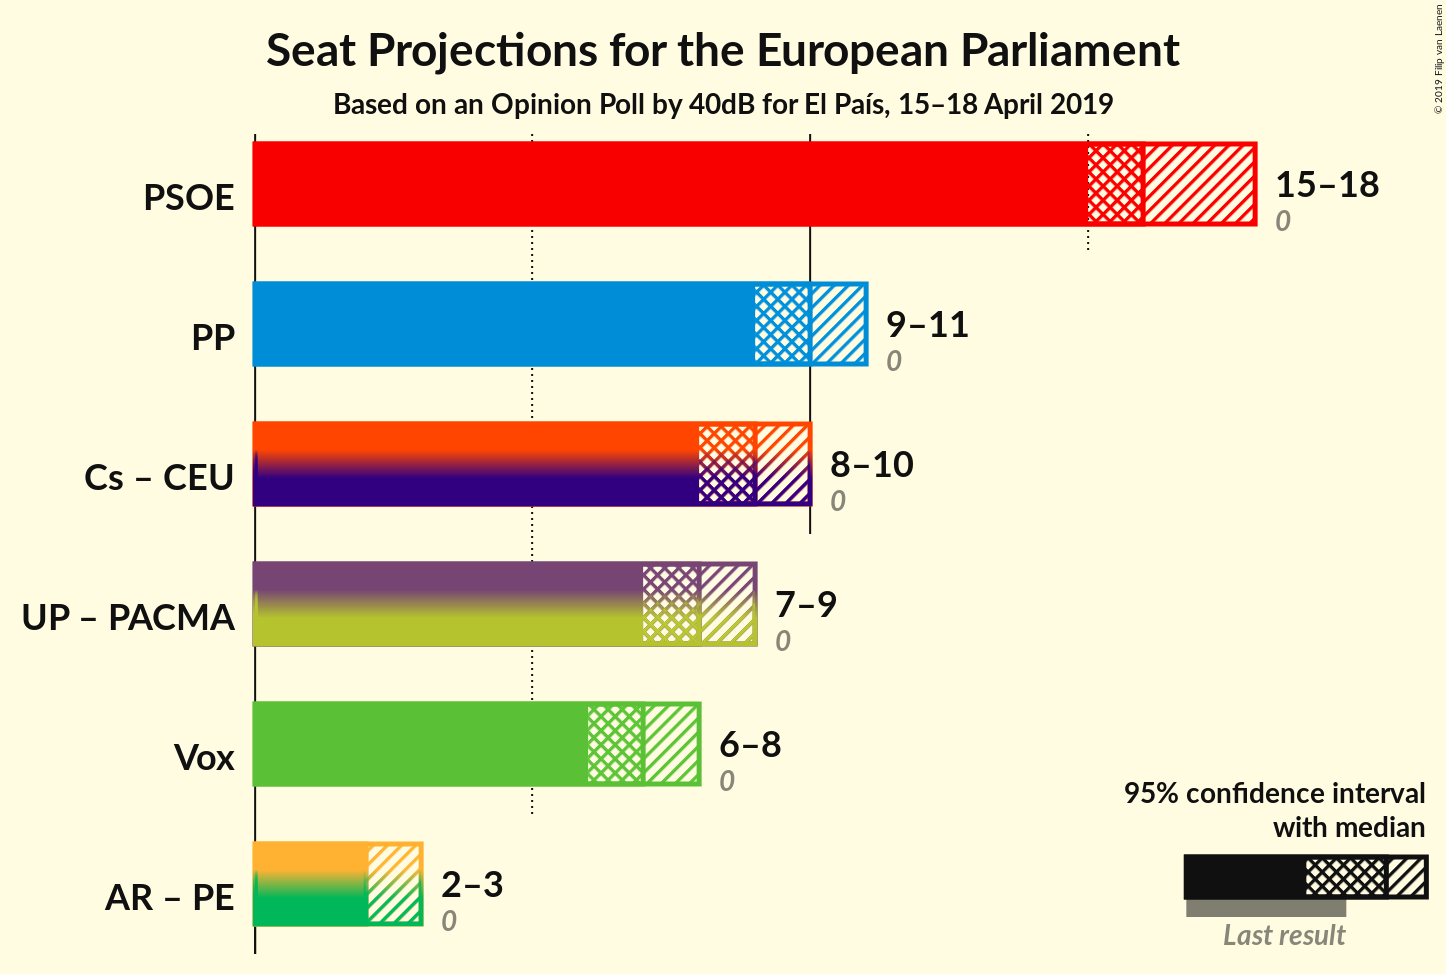 Seat Projections for the European Parliament
Based on an Opinion Poll by 40dB for El País, 15–18 April 2019
© 2019 Filip van Laenen
PSOE
15–18
0
PP
9–11
0
Cs – CEU
8–10
0
UP – PACMA
7–9
0
Vox
6–8
0
AR – PE
2–3
0
95% confidence interval
with median
Last result